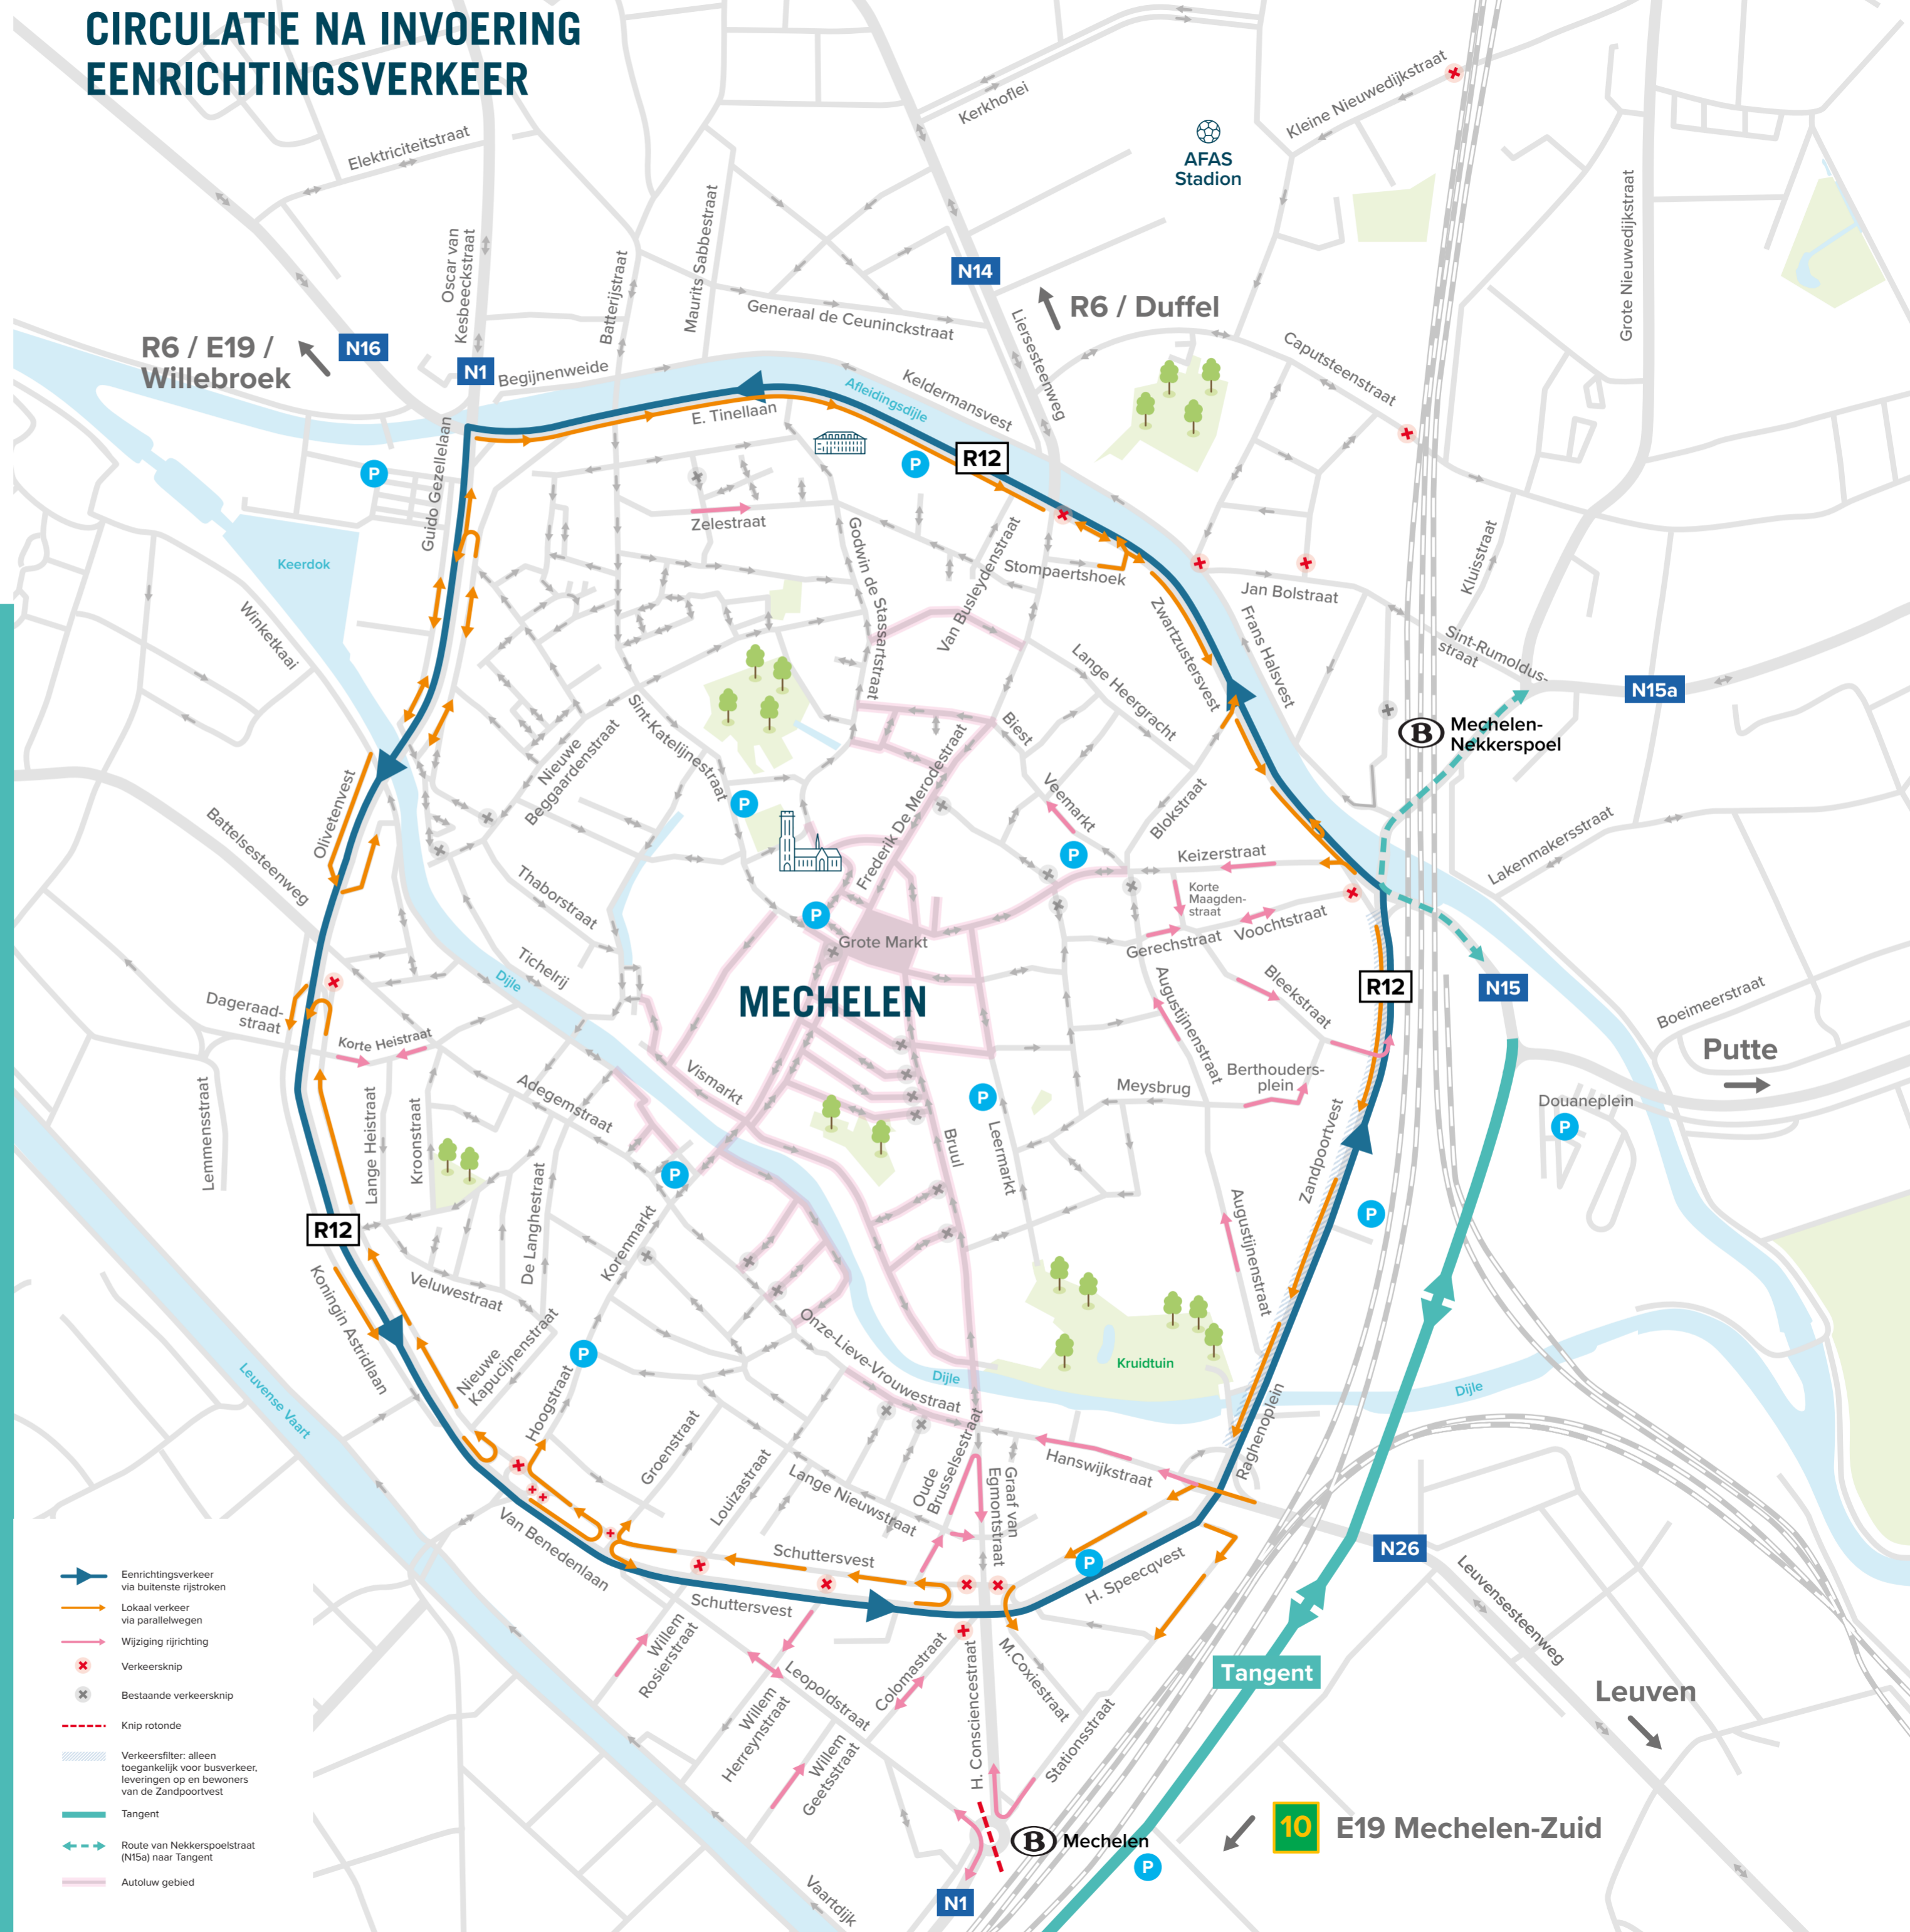 CIRCULATIE NA INVOERING
EENRICHTINGSVERKEER
Kerkhoflei
Kleine Nieuwedijkstraat
Elektriciteitstraat
AFAS
Stadion
Grote Nieuwedijkstraat
Oscar van
Kesbeeckstraat
Batterijstraat
Maurits Sabbestraat
N14
R6 / Duffel
Generaal de Ceuninckstraat
Liersesteenweg
R6 / E19 /
Willebroek
N16
N1
Begijnenweide
Caputsteenstraat
Afleidingsdijle
Keldermansvest
E. Tinellaan
R12
P
P
Guido Gezellelaan
Zelestraat
Godwin de Stassartstraat
Van Busleydenstraat
Stompaertshoek
Kluisstraat
Keerdok
Jan Bolstraat
Winketkaai
Zwartzustersvest
Frans Halsvest
Sint-Rumoldus-
straat
Lange Heergracht
N15a
Sint-Katelijnestraat
Biest
B
Mechelen-
Nekkerspoel
Nieuwe
Beggaardenstraat
Frederik De Merodestraat
Olivetenvest
P
Veemarkt
Blokstraat
Battelsesteenweg
Lakenmakersstraat
P
Keizerstraat
Thaborstraat
Korte
Maagden-
straat
P
Voochtstraat
Grote Markt
Gerechtstraat
Tichelrij
Dijle
Bleekstraat
R12
N15
MECHELEN
Dageraad-
straat
Augustijnenstraat
Boeimeerstraat
Korte Heistraat
Putte
Vismarkt
Berthouders-
plein
Meysbrug
Adegemstraat
P
Douaneplein
P
Lemmensstraat
Lange Heistraat
Kroonstraat
Bruul
Leermarkt
Zandpoortvest
De Langhestraat
P
Augustijnenstraat
P
R12
Korenmarkt
Veluwestraat
Koningin Astridlaan
Onze-Lieve-Vrouwestraat
Nieuwe
Kapucijnenstraat
P
Kruidtuin
Dijle
Dijle
Leuvense Vaart
Hoogstraat
Groenstraat
Raghenoplein
Louizastraat
Oude
Brusselsestraat
Hanswijkstraat
Lange Nieuwstraat
Graaf van
Egmontstraat
Van Benedenlaan
Schuttersvest
P
N26
H. Speecqvest
Schuttersvest
Leuvensesteenweg
Willem
Rosierstraat
Leopoldstraat
Colomastraat
M.Coxiestraat
Tangent
H. Consciencestraat
Leuven
Willem
Herreynstraat
Willem
Geetsstraat
Stationsstraat
10
E19 Mechelen-Zuid
B
Mechelen
P
N1
Vaartdijk
Eenrichtingsverkeer
via buitenste rijstroken
Lokaal verkeer
via parallelwegen
Wijziging rijrichting
Verkeersknip
Bestaande verkeersknip
Knip rotonde
Verkeersfilter: alleen
toegankelijk voor busverkeer,
leveringen op en bewoners
van de Zandpoortvest
Tangent
Route van Nekkerspoelstraat
(N15a) naar Tangent
Autoluw gebied